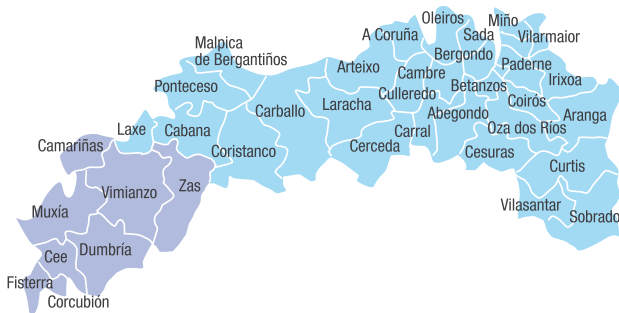 Oleiros
Miño
A Coruña
Sada
Vilarmaior
Malpica
de Bergantiños
Bergondo
Paderne
Arteixo
Cambre
Irixoa
Ponteceso
Culleredo
Betanzos
Coirós
Carballo
Laracha
Abegondo
Aranga
Laxe
Cabana
Carral
Oza dos Ríos
Camariñas
Coristanco
Cerceda
Cesuras
Curtis
Vimianzo
Zas
Muxía
Vilasantar
Sobrado
Cee
Dumbría
Fisterra
Corcubión